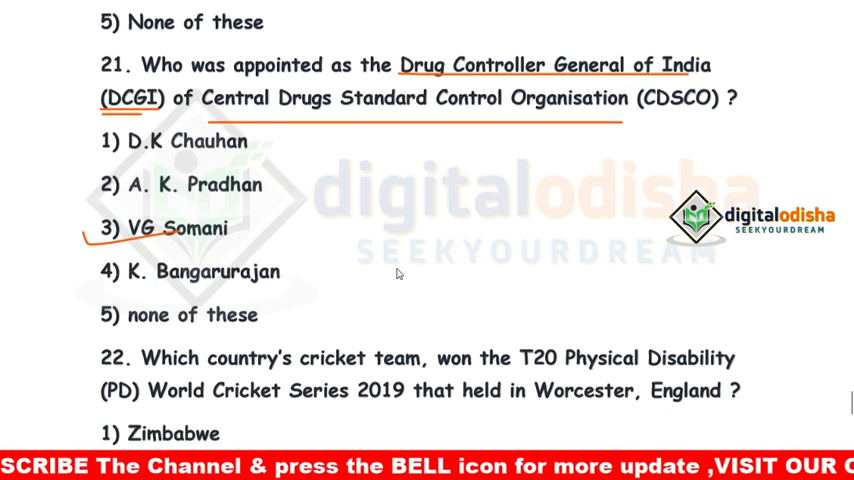 5) None of these
21. Who was appointed as the Drug Controller General of India
(DCGI) of Central Drugs Standard Control Organisation (CDSCO) ?
1) D.K Chauhan
2) A. K. Pradhan
3) VG Somani
4) K. Bangarurajan
5) none of these
digitalodisha
SEEKYOURDREAM
digitalodisha
SEEKYOURDREAM
22. Which country's cricket team, won the T20 Physical Disability
(PD) World Cricket Series 2019 that held in Worcester, England ?
1) Zimbabwe
SCRIBE The Channel & press the BELL icon for more update ,VISIT OUR